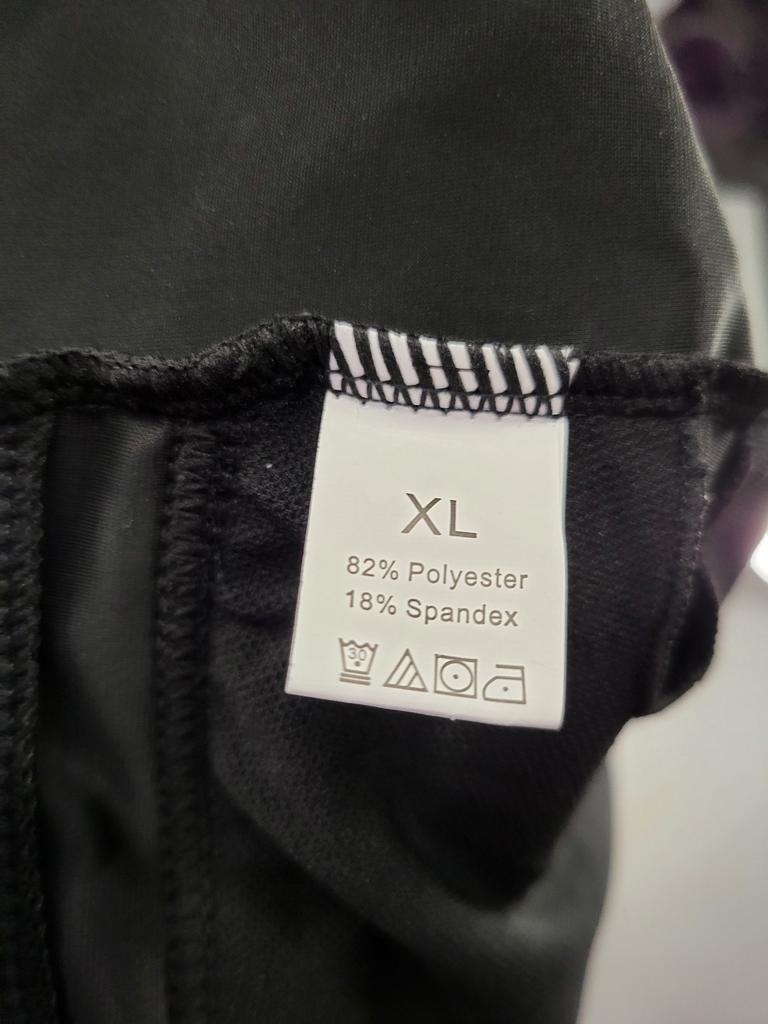 XL
82% Polyester
18% Spandex
30